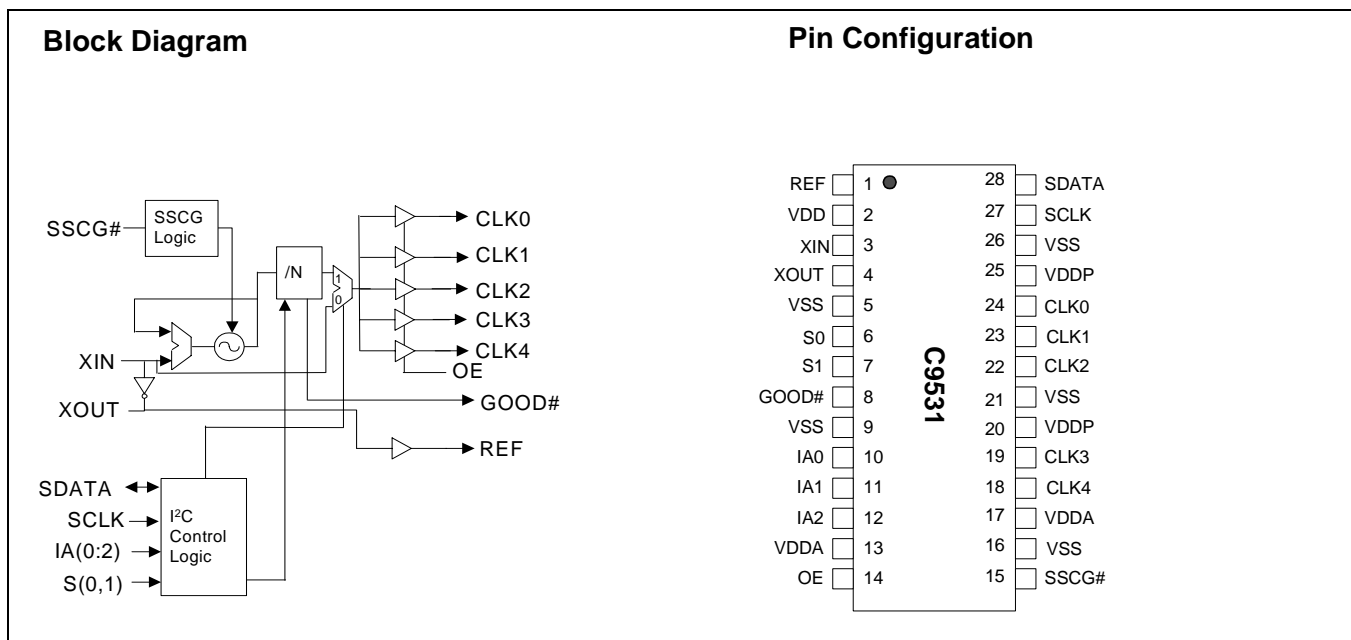 Block Diagram
SSCG#
SSCG
Logic
/N
1
0
CLK0
CLK1
CLK2
CLK3
CLK4
OE
XIN
XOUT
GOOD#
REF
SDATA
SCLK
IA(0:2)
S(0,1)
I²C
Control
Logic
Pin Configuration
REF 1 28 SDATA
VDD 2 27 SCLK
XIN 3 26 VSS
XOUT 4 25 VDDP
VSS 5 24 CLK0
S0 6 23 CLK1
S1 7 22 CLK2
GOOD# 8 21 VSS
VSS 9 20 VDDP
IA0 10 19 CLK3
IA1 11 18 CLK4
IA2 12 17 VDDA
VDDA 13 16 VSS
OE 14 15 SSCG#
C9531